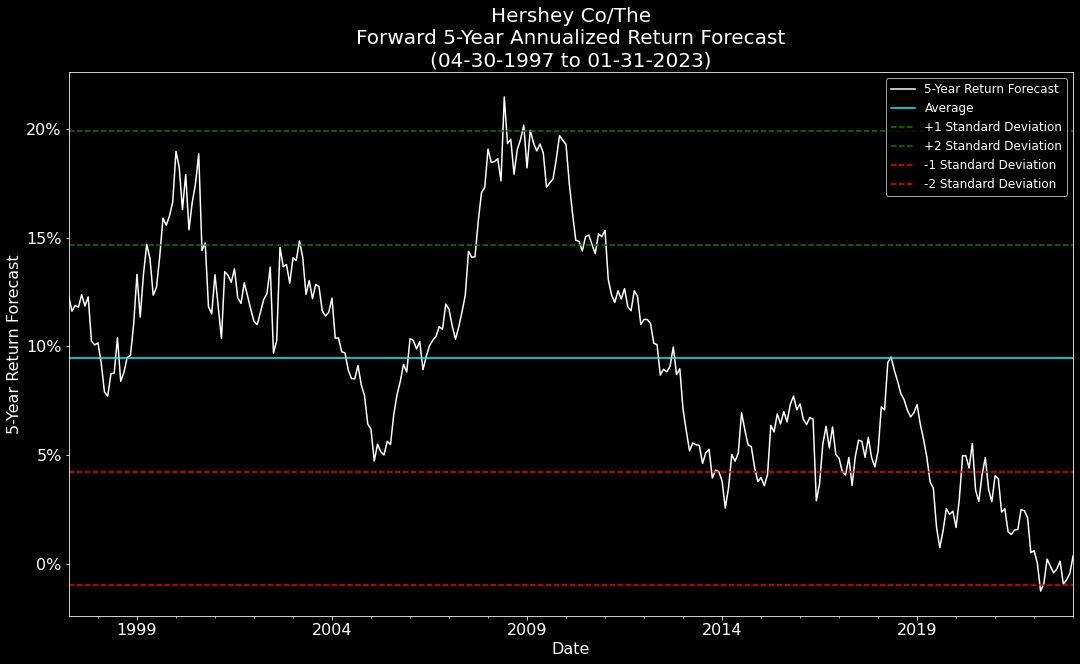 Hershey Co/The
Forward 5-Year Annualized Return Forecast
(04-30-1997 to 01-31-2023)
5-Year Return Forecast
Average
+1 Standard Deviation
+2 Standard Deviation
-1 Standard Deviation
-2 Standard Deviation
5-Year Return Forecast
20%
15%
10%
5%
0%
1999
2004
2009
2014
2019
Date